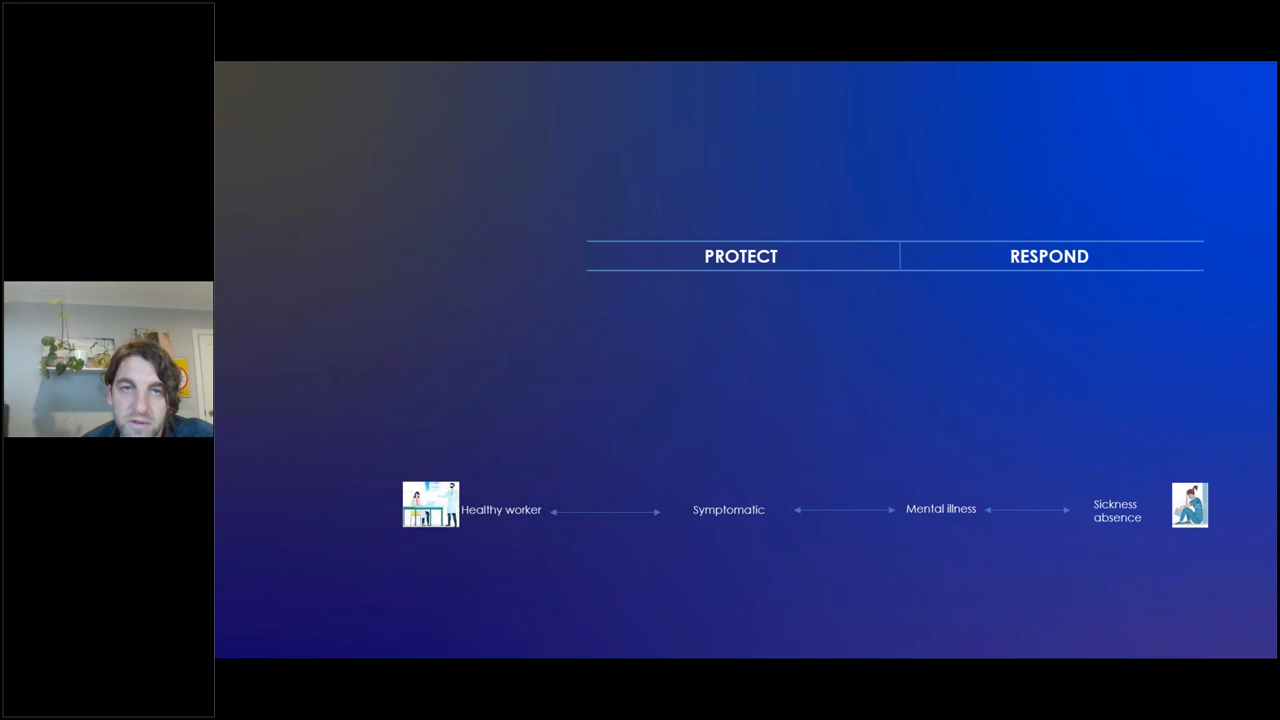 PROTECT
RESPOND
Healthy worker
Symptomatic
Mental illness
Sickness
absence